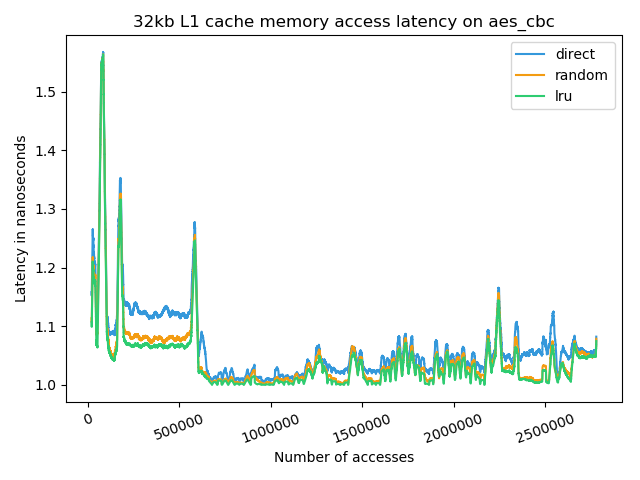 32kb L1 cache memory access latency on aes_cbc
direct
random
lru
Latency in nanoseconds
1.5
1.4
1.3
1.2
1.1
1.0
0
500000
1000000
1500000
2000000
2500000
Number of accesses